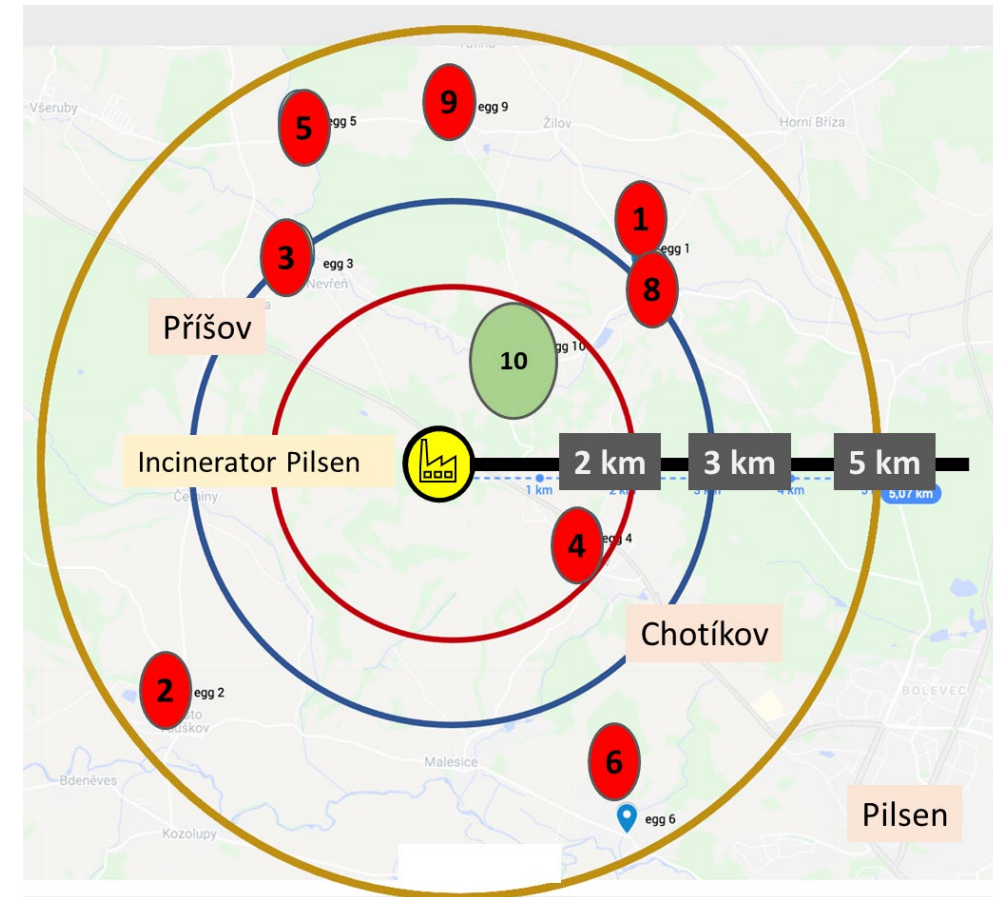 Všeruby
5
egg 5
9
egg 9
Žilov
Horní Bříza
1
egg 1
3
egg 3
Nevřeň
8
Příšov
10
egg 10
Incinerator Pilsen
2 km
3 km
5 km
1 km
4 km
5,07 km
4
egg 4
Chotíkov
2
egg 2
BOLEVEC
6
Malesice
Bdeněves
egg 6
Pilsen
Kozolupy